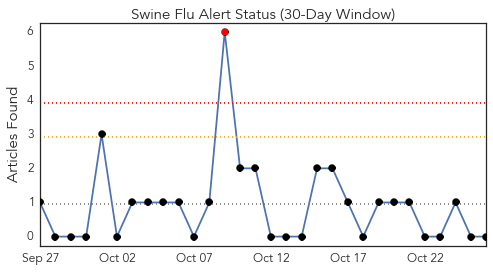 Swine Flu Alert Status (30-Day Window)
Articles Found
6
5
4
3
2
1
0
Sep 27
Oct 02
Oct 07
Oct 12
Oct 17
Oct 22